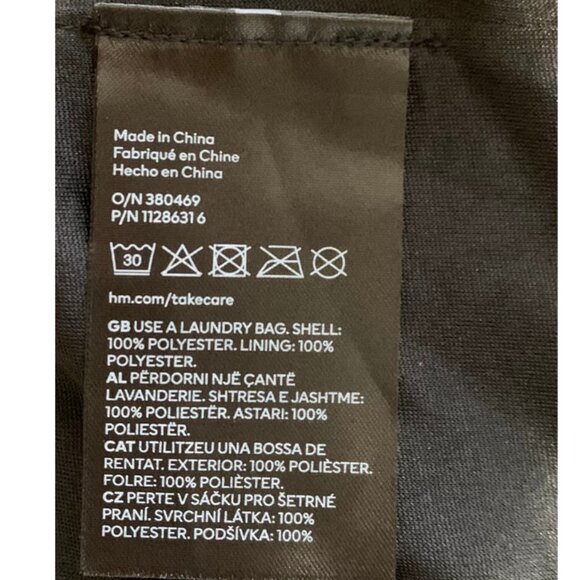 Made in China
Fabriqué en Chine
Hecho en China
O/N 380469
P/N 1128631 6
30
hm.com/takecare
GB USE A LAUNDRY BAG. SHELL:
100% POLYESTER. LINING: 100%
POLYESTER.
AL PËRDORNI NJË ÇANTË
LAVANDERIE. SHTRESA E JASHTME:
100% POLIESTËR. ASTARI: 100%
POLIESTËR.
CAT UTILITZEU UNA BOSSA DE
RENTAT. EXTERIOR: 100% POLIÈSTER.
FOLRE: 100% POLIÈSTER.
CZ PERTE V SÁČKU PRO ŠETRNÉ
PRANÍ. SVRCHNÍ LÁTKA: 100%
POLYESTER. PODŠÍVKA: 100%